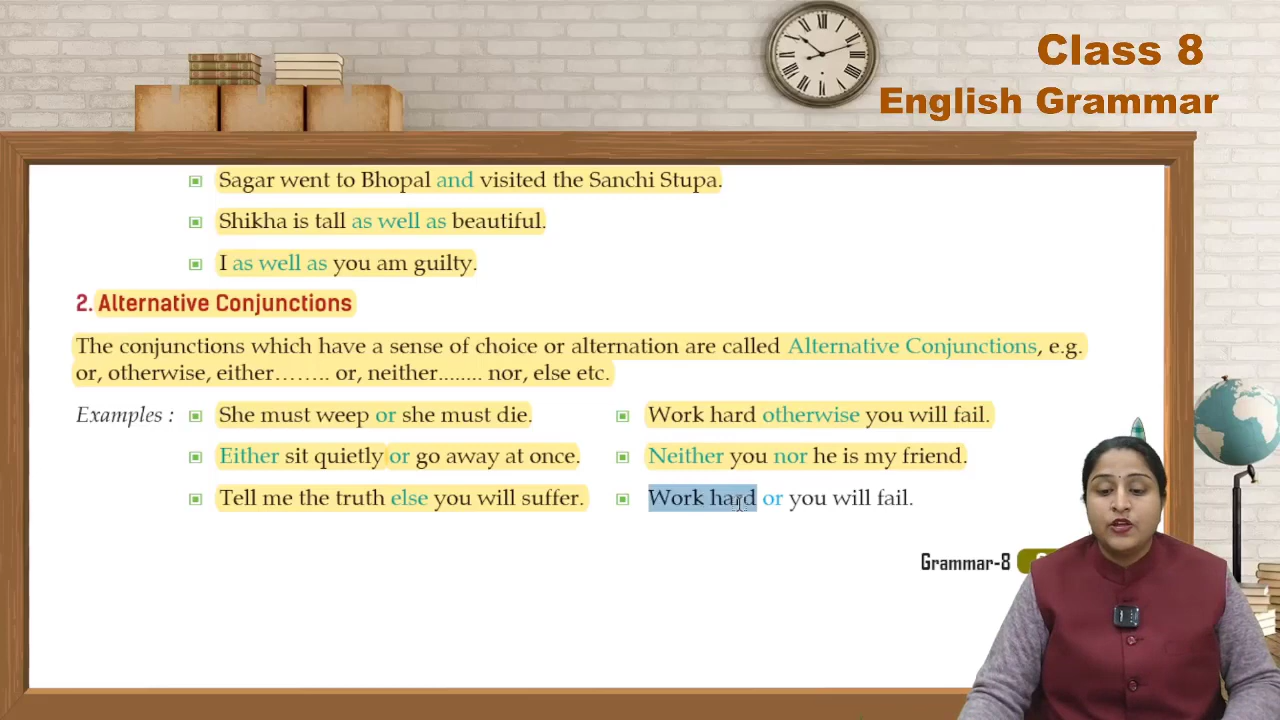 Class 8
English Grammar
Sagar went to Bhopal and visited the Sanchi Stupa.
Shikha is tall as well as beautiful.
I as well as you am guilty.
2. Alternative Conjunctions
The conjunctions which have a sense of choice or alternation are called Alternative Conjunctions, e.g.
or, otherwise, either........ or, neither........ nor, else etc.
Examples : She must weep or she must die. Work hard otherwise you will fail.
Either sit quietly or go away at once. Neither you nor he is my friend.
Tell me the truth else you will suffer. Work hard or you will fail.
Grammar-8